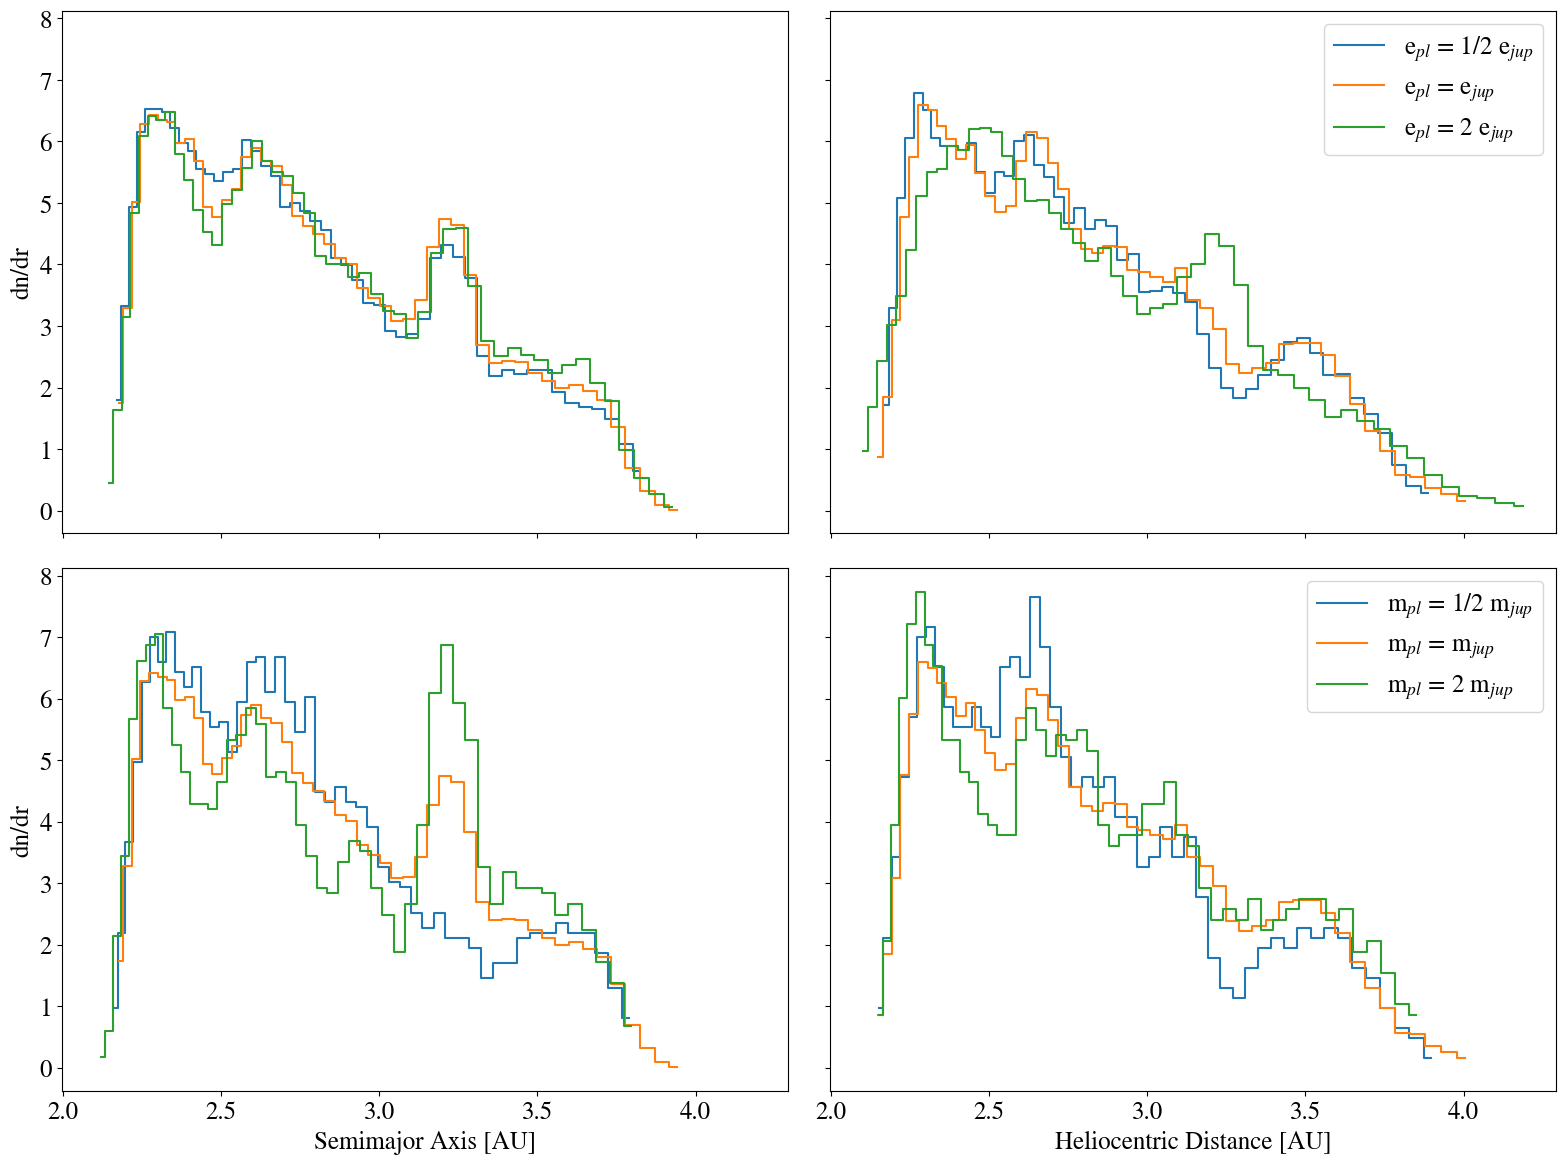 8
7
6
5
4
3
2
1
0
dn/dr
e_pl = 1/2 e_jup
e_pl = e_jup
e_pl = 2 e_jup
8
7
6
5
4
3
2
1
0
dn/dr
m_pl = 1/2 m_jup
m_pl = m_jup
m_pl = 2 m_jup
2.0 2.5 3.0 3.5 4.0
Semimajor Axis [AU]
2.0 2.5 3.0 3.5 4.0
Heliocentric Distance [AU]